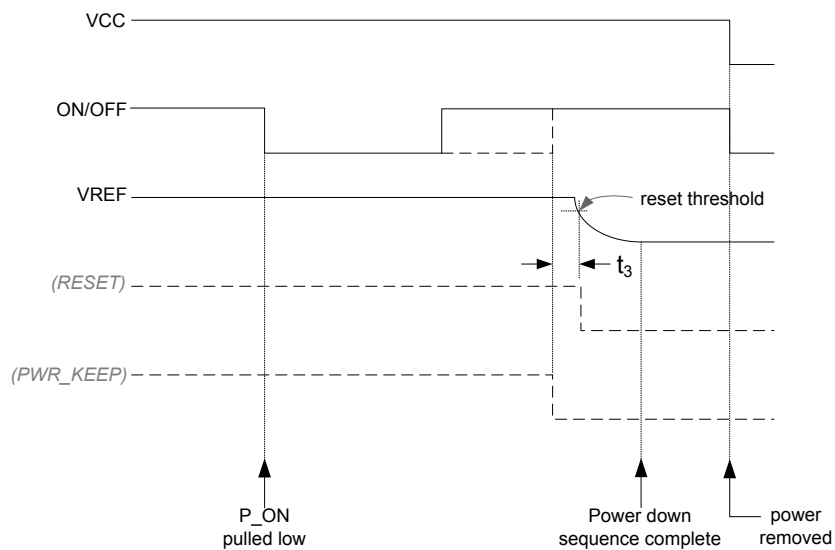 VCC
ON/OFF
VREF
reset threshold
t3
(RESET)
(PWR_KEEP)
P_ON
pulled low
Power down
sequence complete
power
removed